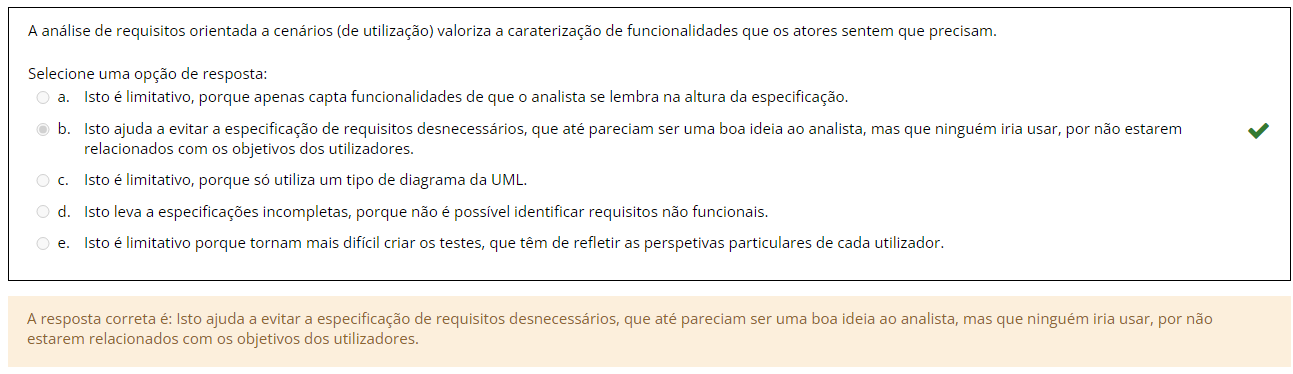 A análise de requisitos orientada a cenários (de utilização) valoriza a caraterização de funcionalidades que os atores sentem que precisam.
Selecione uma opção de resposta:
a. Isto é limitativo, porque apenas capta funcionalidades de que o analista se lembra na altura da especificação.
b. Isto ajuda a evitar a especificação de requisitos desnecessários, que até pareciam ser uma boa ideia ao analista, mas que ninguém iria usar, por não estarem
relacionados com os objetivos dos utilizadores.
c. Isto é limitativo, porque só utiliza um tipo de diagrama da UML.
d. Isto leva a especificações incompletas, porque não é possível identificar requisitos não funcionais.
e. Isto é limitativo porque tornam mais difícil criar os testes, que têm de refletir as perspetivas particulares de cada utilizador.
A resposta correta é: Isto ajuda a evitar a especificação de requisitos desnecessários, que até pareciam ser uma boa ideia ao analista, mas que ninguém iria usar, por não
estarem relacionados com os objetivos dos utilizadores.